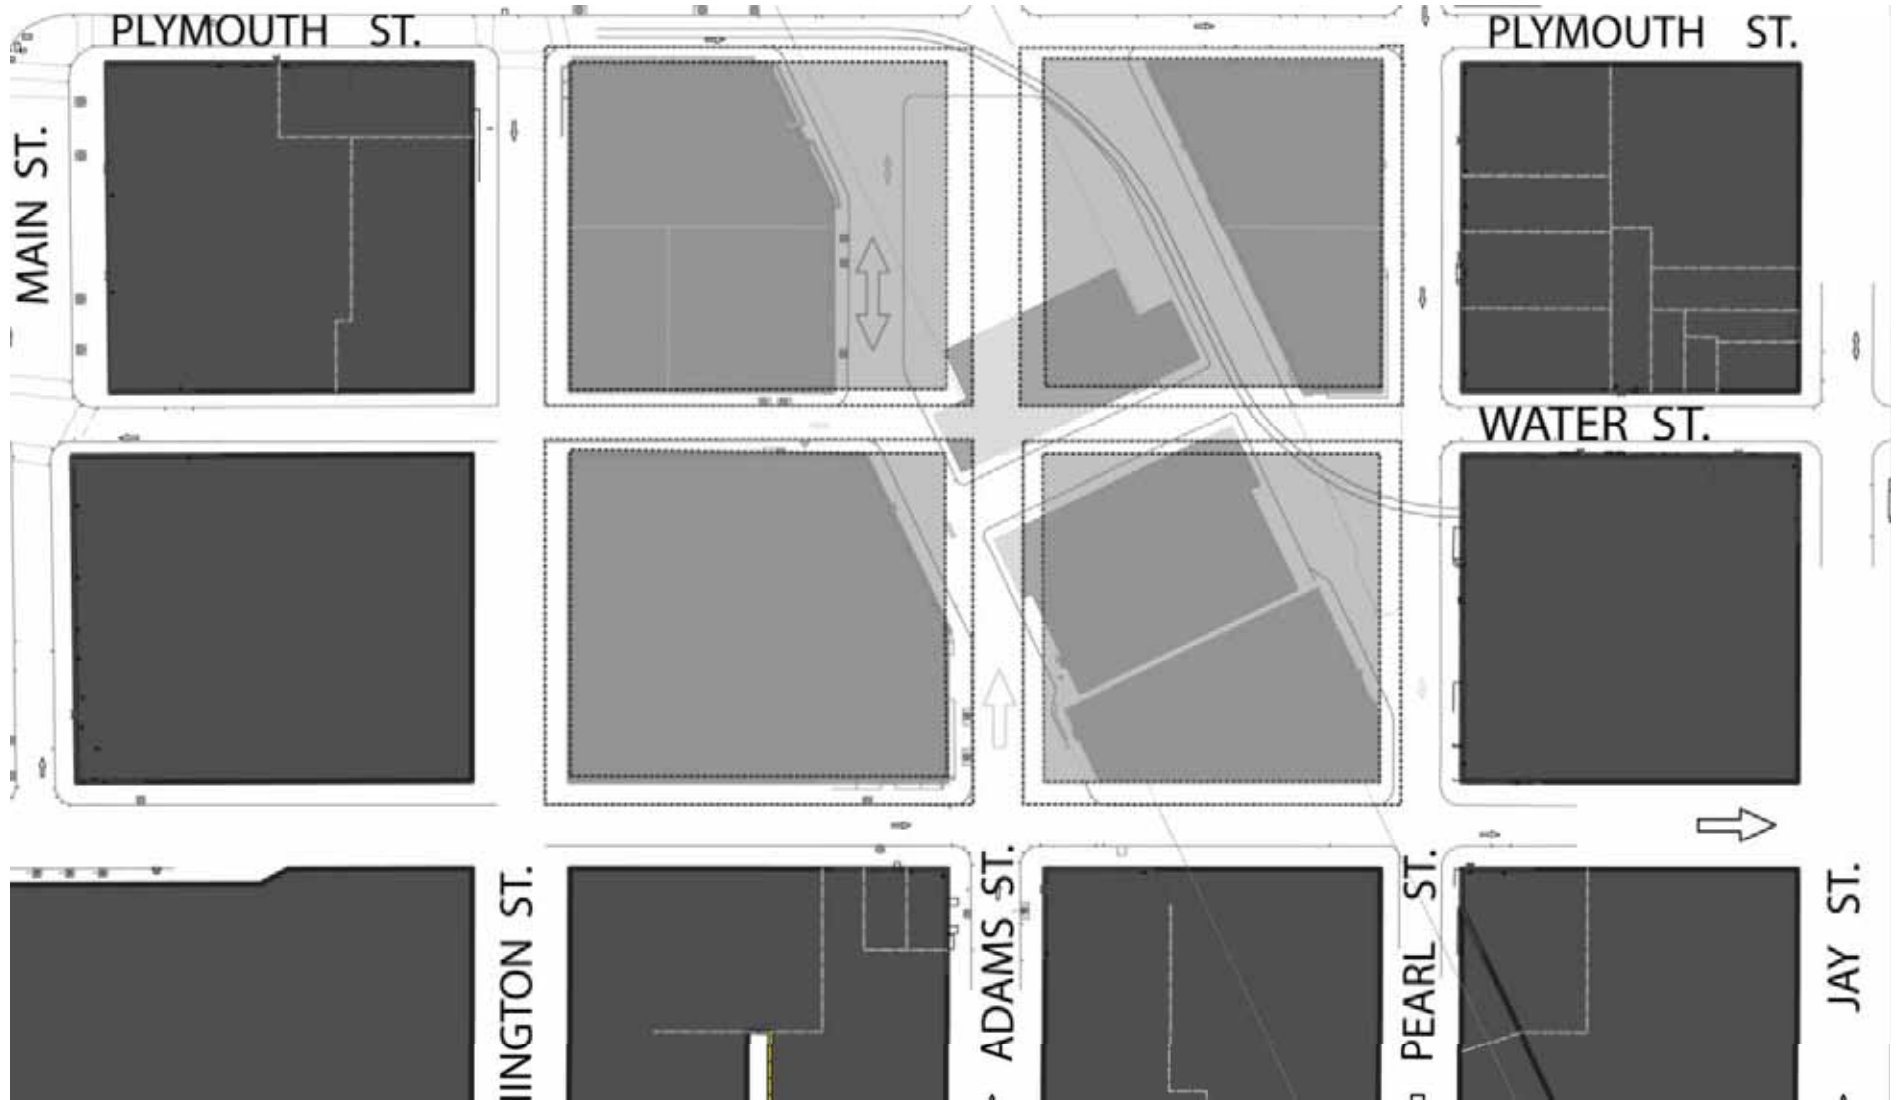 PLYMOUTH ST.
PLYMOUTH ST.
MAIN ST.
WATER ST.
INGTON ST.
ADAMS ST.
PEARL ST.
JAY ST.